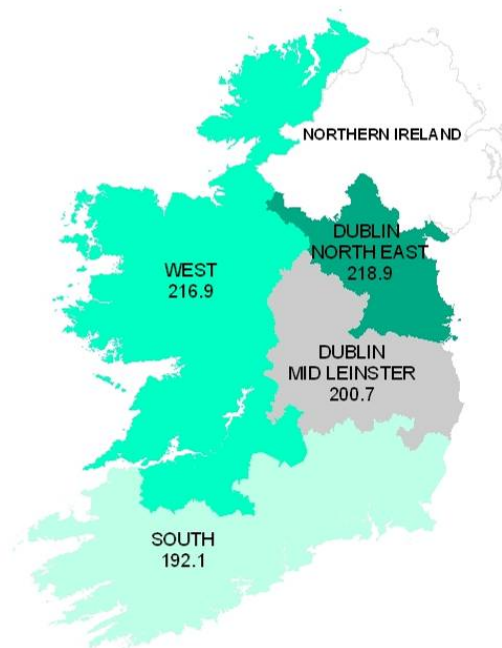 NORTHERN IRELAND
DUBLIN
NORTH EAST
218.9
WEST
216.9
DUBLIN
MID LEINSTER
200.7
SOUTH
192.1